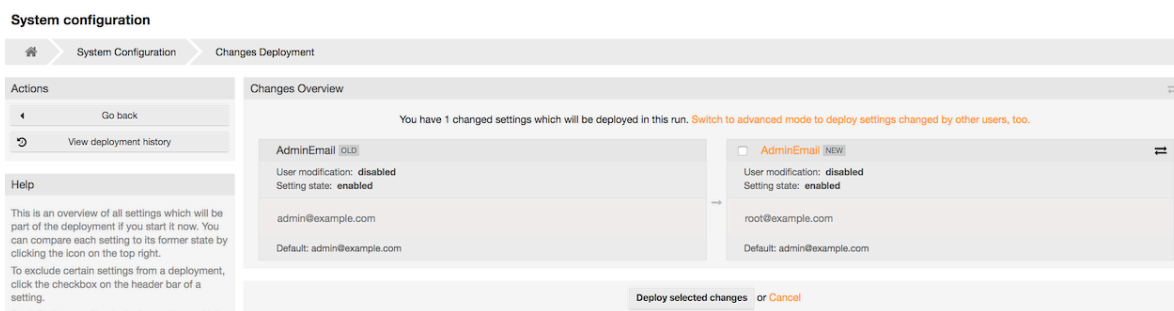 System configuration
System Configuration
Changes Deployment
Actions
Go back
View deployment history
Help
This is an overview of all settings which will be
part of the deployment if you start it now. You
can compare each setting to its former state by
clicking the icon on the top right.
To exclude certain settings from a deployment,
click the checkbox on the header bar of a
setting.
Changes Overview
You have 1 changed settings which will be deployed in this run. Switch to advanced mode to deploy settings changed by other users, too.
AdminEmail OLD
User modification: disabled
Setting state: enabled
admin@example.com
Default: admin@example.com
AdminEmail NEW
User modification: disabled
Setting state: enabled
root@example.com
Default: admin@example.com
Deploy selected changes or Cancel